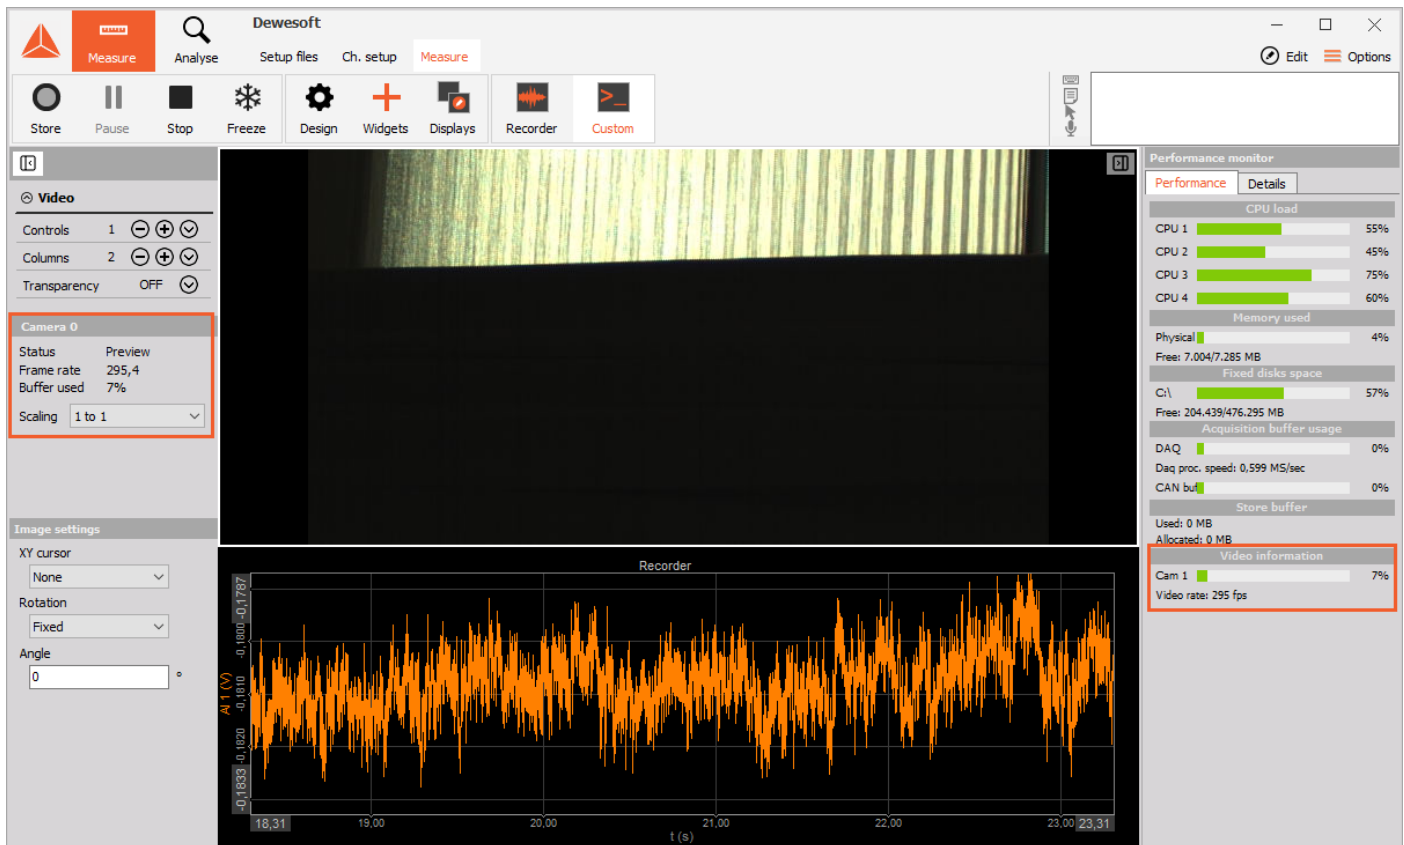 Dewesoft
Measure
Analyse
Setup files
Ch. setup
Measure
Edit
Options
Store
Pause
Stop
Freeze
Design
Widgets
Displays
Recorder
Custom
Video
Controls 1
Columns 2
Transparency OFF
Camera 0
Status Preview
Frame rate 295,4
Buffer used 7%
Scaling 1 to 1
Image settings
XY cursor
None
Rotation
Fixed
Angle
0 °
Recorder
AI 1 (V)
-0,1787
-0,1800
-0,1810
-0,1820
-0,1833
18,31 19,00 20,00 21,00 22,00 23,00 23,31
t (s)
Performance monitor
Performance Details
CPU load
CPU 1 55%
CPU 2 45%
CPU 3 75%
CPU 4 60%
Memory used
Physical 4%
Free: 7.004/7.285 MB
Fixed disks space
C:\ 57%
Free: 204.439/476.295 MB
Acquisition buffer usage
DAQ 0%
Daq proc. speed: 0,599 MS/sec
CAN buf 0%
Store buffer
Used: 0 MB
Allocated: 0 MB
Video information
Cam 1 7%
Video rate: 295 fps